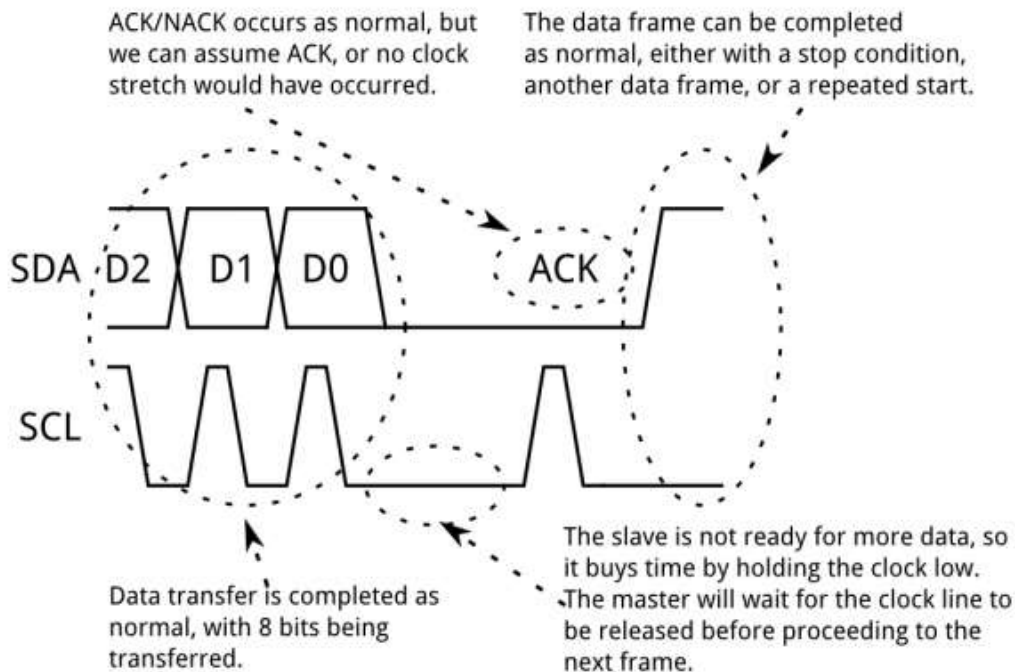 ACK/NACK occurs as normal, but
we can assume ACK, or no clock
stretch would have occurred.
The data frame can be completed
as normal, either with a stop condition,
another data frame, or a repeated start.
SDA D2 D1 D0 ACK
SCL
Data transfer is completed as
normal, with 8 bits being
transferred.
The slave is not ready for more data, so
it buys time by holding the clock low.
The master will wait for the clock line to
be released before proceeding to the
next frame.